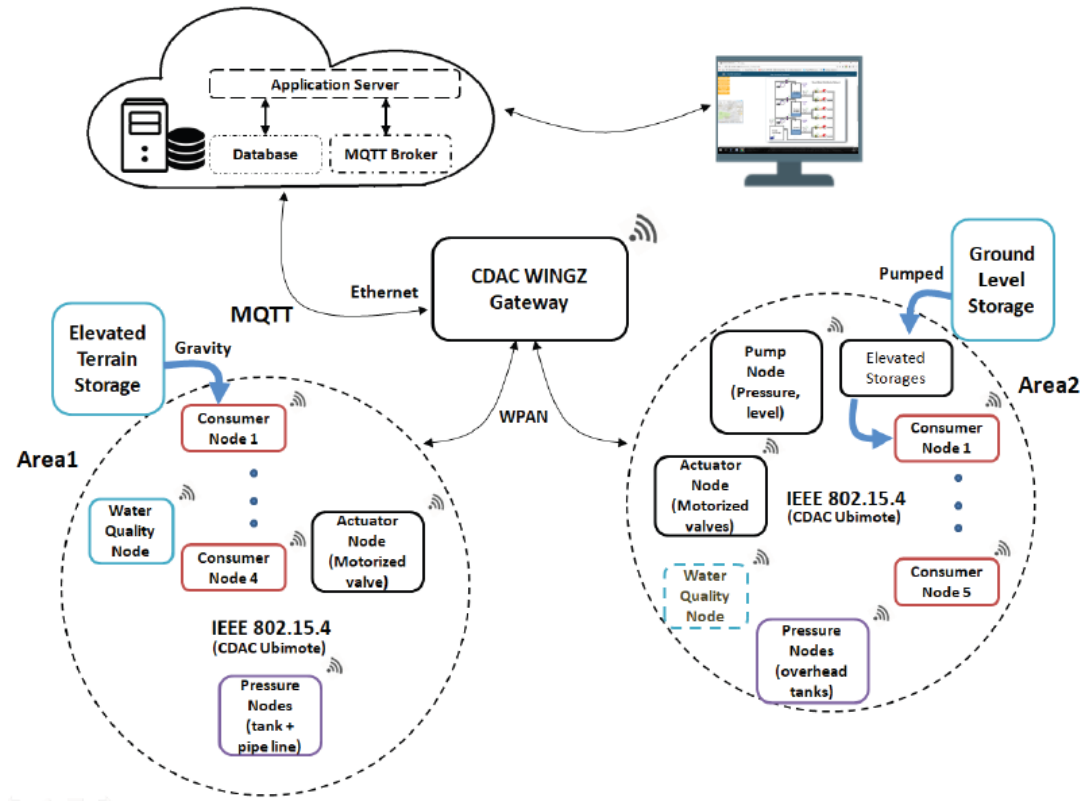 Application Server
Database
MQTT Broker
CDAC WINGZ
Gateway
Ethernet
MQTT
WPAN
Elevated
Terrain
Storage
Gravity
Area1
Consumer
Node 1
Water
Quality
Node
Consumer
Node 4
Actuator
Node
(Motorized
valve)
IEEE 802.15.4
(CDAC Ubimote)
Pressure
Nodes
(tank +
pipe line)
Ground
Level
Storage
Pumped
Area2
Pump
Node
(Pressure,
level)
Elevated
Storages
Consumer
Node 1
Actuator
Node
(Motorized
valves)
IEEE 802.15.4
(CDAC Ubimote)
Water
Quality
Node
Consumer
Node 5
Pressure
Nodes
(overhead
tanks)